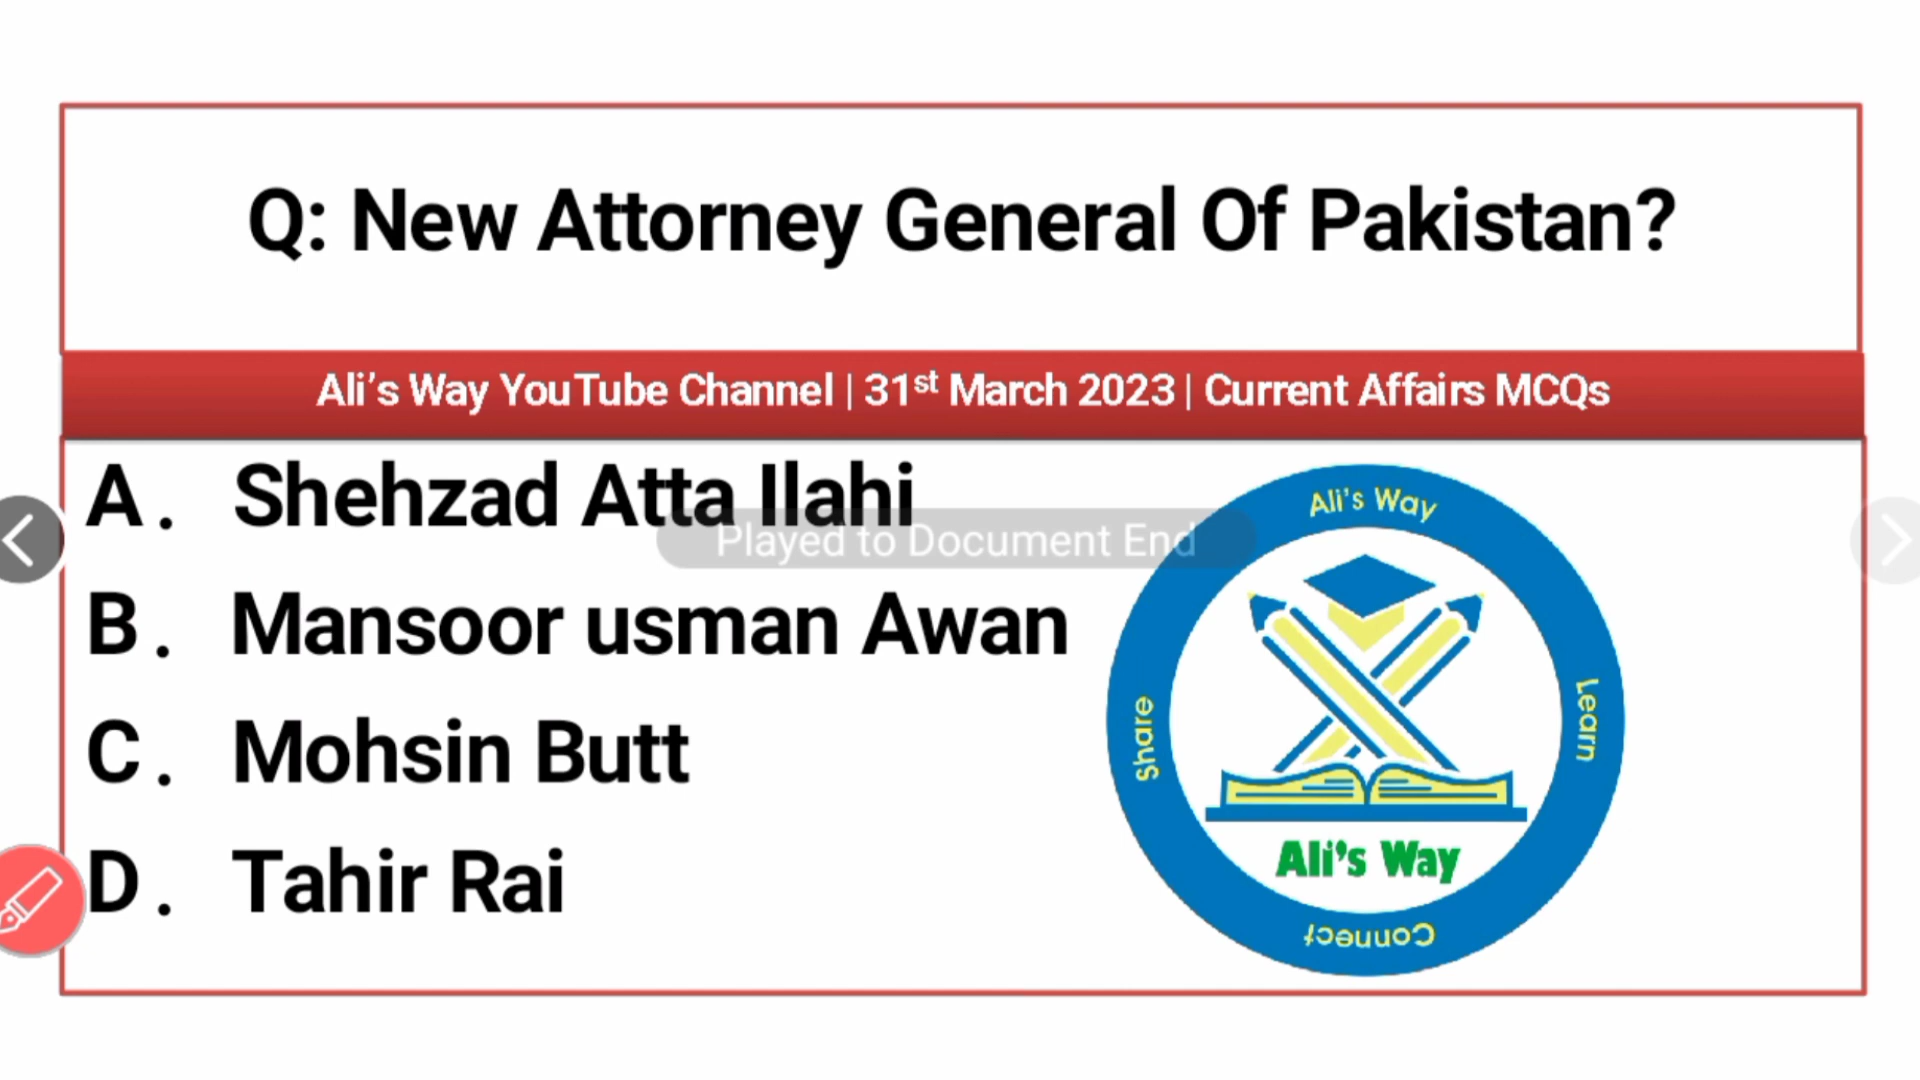 Q: New Attorney General Of Pakistan?
Ali's Way YouTube Channel | 31st March 2023 | Current Affairs MCQs
A. Shehzad Atta Ilahi
Played to Document End
B. Mansoor usman Awan
C. Mohsin Butt
D. Tahir Rai
Ali's Way
Share
Learn
Ali's Way
Connect